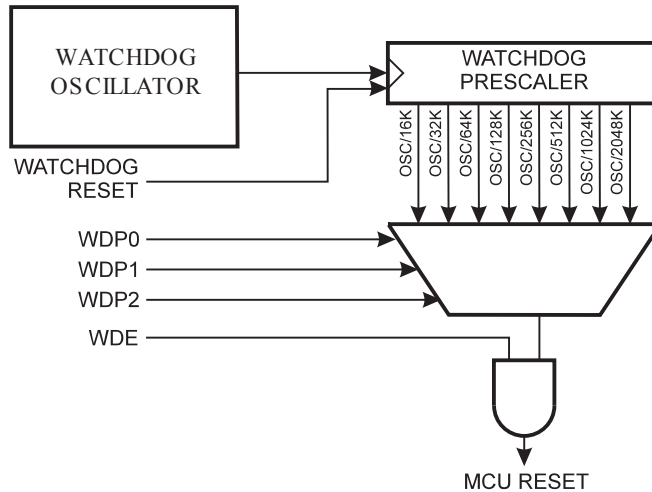 WATCHDOG
OSCILLATOR
WATCHDOG
PRESCALER
OSC/16K
OSC/32K
OSC/64K
OSC/128K
OSC/256K
OSC/512K
OSC/1024K
OSC/2048K
WATCHDOG
RESET
WDP0
WDP1
WDP2
WDE
MCU RESET